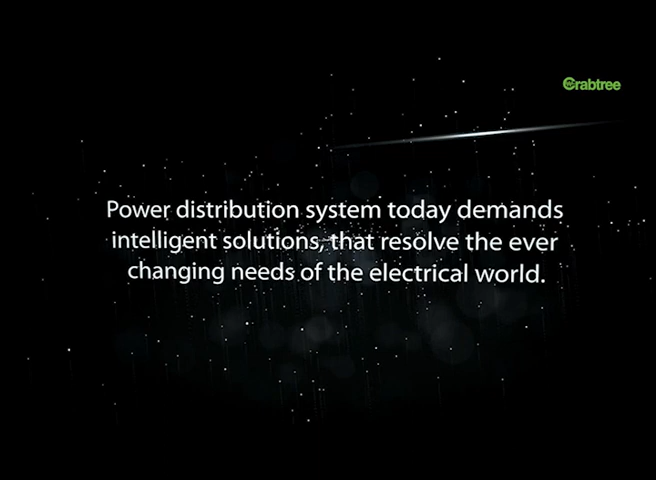 Crabtree
Power distribution system today demands
intelligent solutions, that resolve the ever
changing needs of the electrical world.